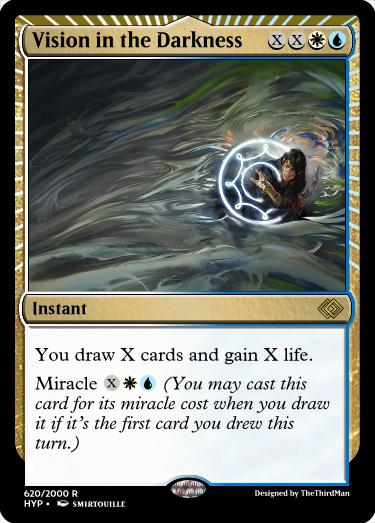 Vision in the Darkness XXWU
Instant
You draw X cards and gain X life.
Miracle X (You may cast this
card for its miracle cost when you draw
it if it's the first card you drew this
turn.)
620/2000 R
HYP • SMIRTOUILLE
Designed by TheThirdMan